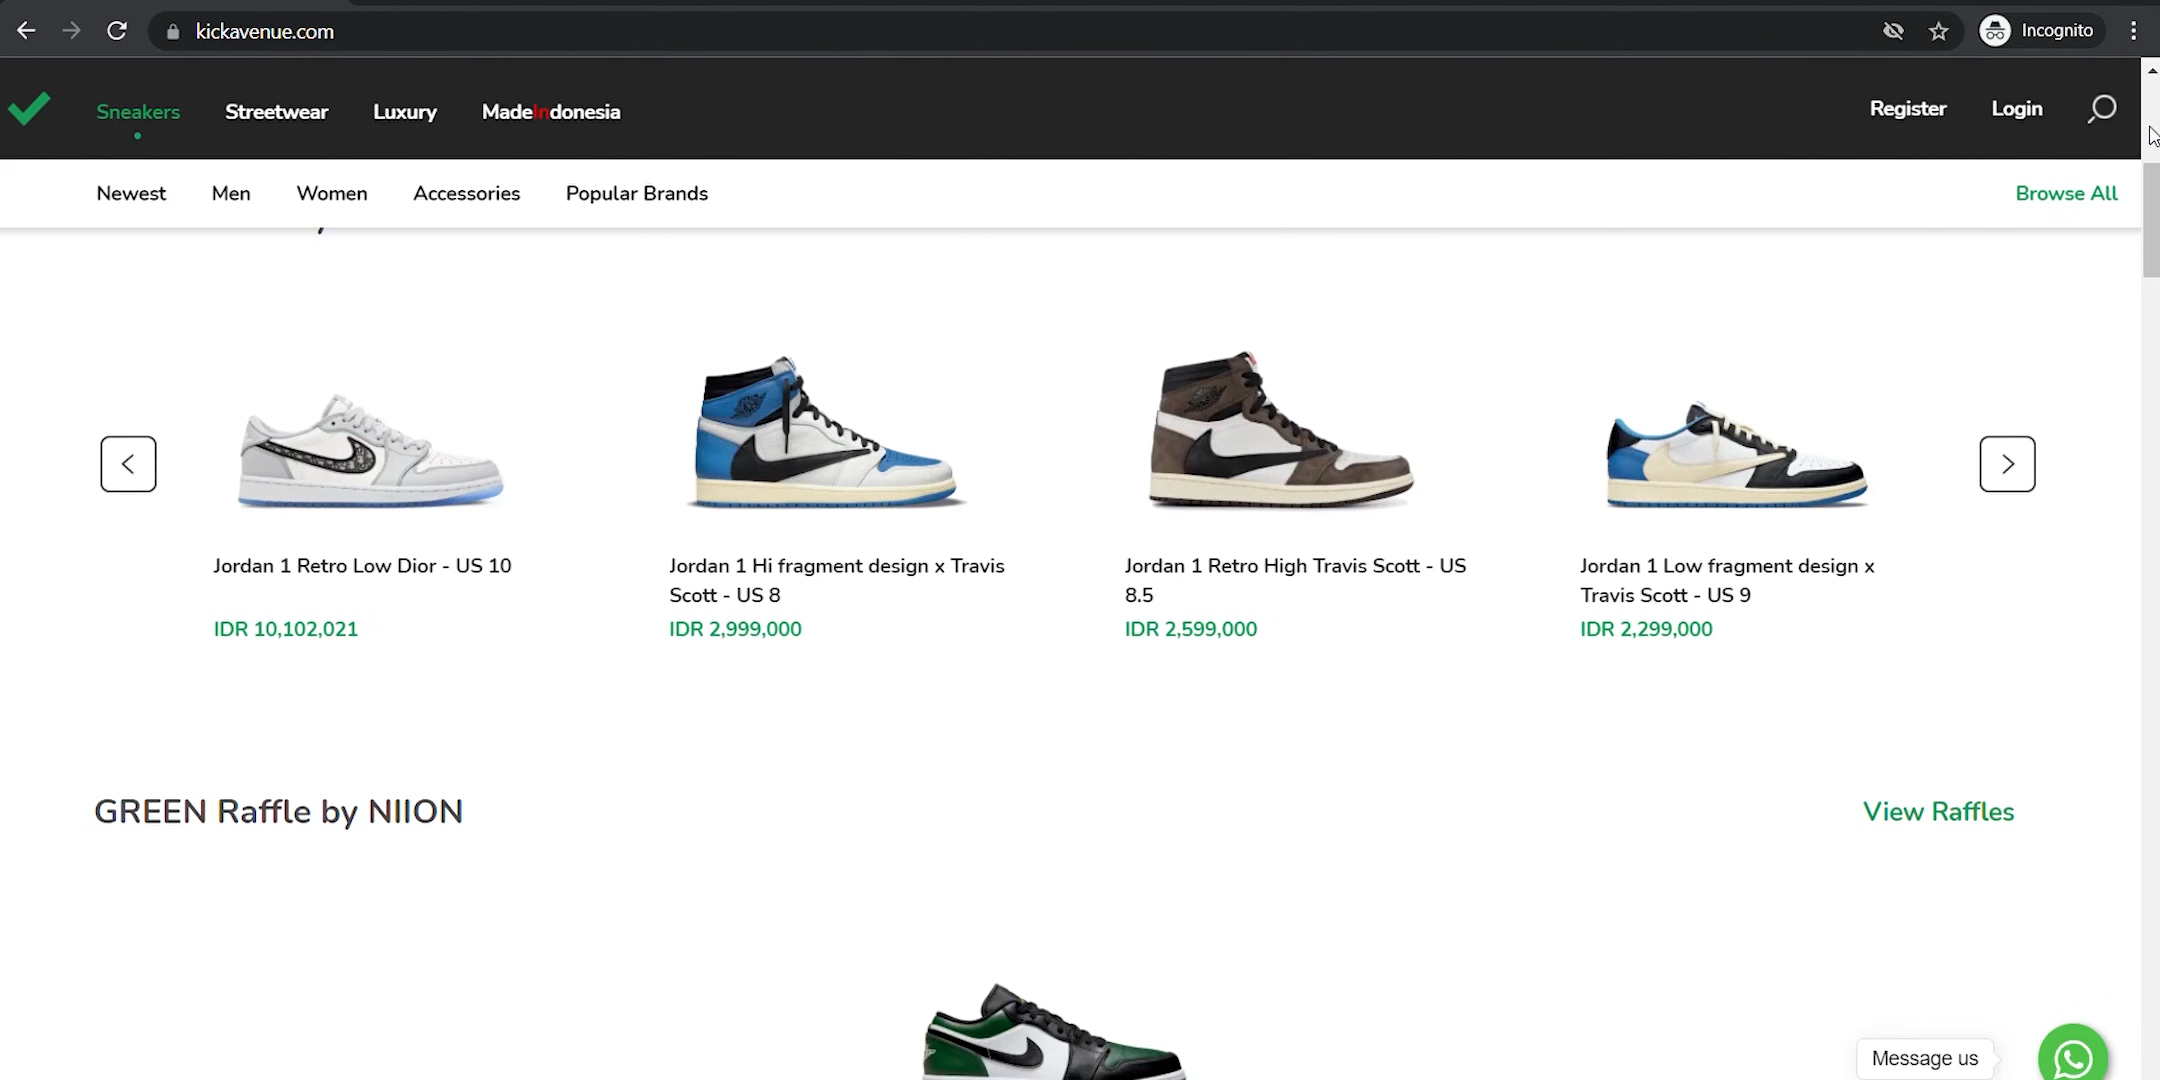 kickavenue.com
Incognito
Sneakers Streetwear Luxury MadeIndonesia
Register Login
Newest Men Women Accessories Popular Brands
Browse All
Jordan 1 Retro Low Dior - US 10
IDR 10,102,021
Jordan 1 Hi fragment design x Travis
Scott - US 8
IDR 2,999,000
Jordan 1 Retro High Travis Scott - US
8.5
IDR 2,599,000
Jordan 1 Low fragment design x
Travis Scott - US 9
IDR 2,299,000
GREEN Raffle by NIION
View Raffles
Message us